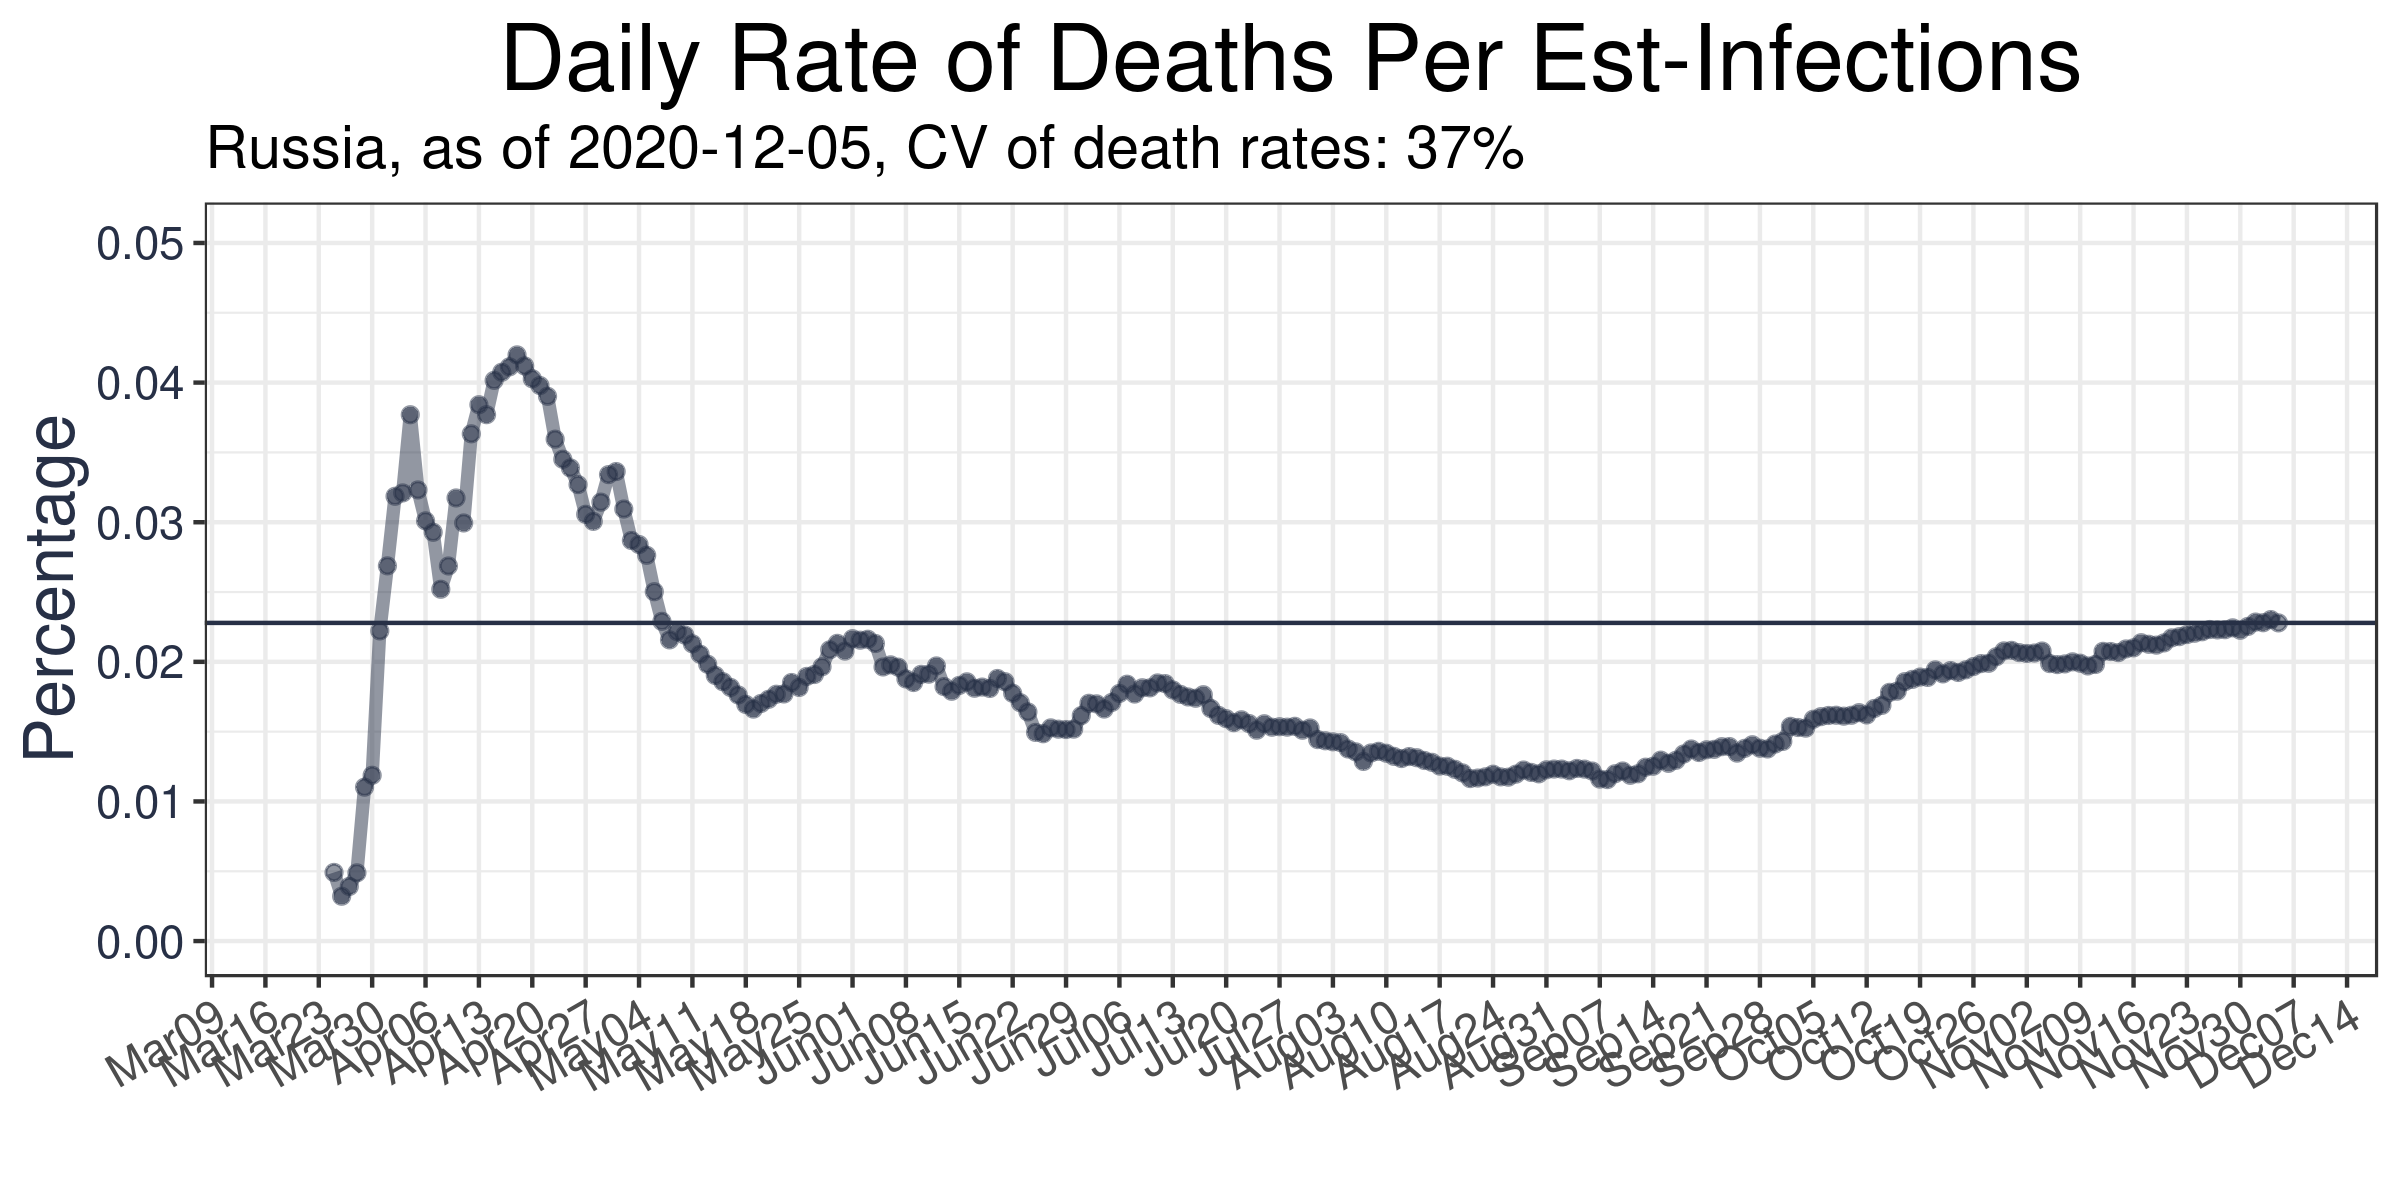 Daily Rate of Deaths Per Est-Infections
Russia, as of 2020-12-05, CV of death rates: 37%
Percentage
0.05
0.04
0.03
0.02
0.01
0.00
Mar09
Mar16
Mar23
Mar30
Apr06
Apr13
Apr20
Apr27
May04
May11
May18
May25
Jun01
Jun08
Jun15
Jun22
Jun29
Jul06
Jul13
Jul20
Jul27
Aug03
Aug10
Aug17
Aug24
Aug31
Sep07
Sep14
Sep21
Sep28
Oct05
Oct12
Oct19
Oct26
Nov02
Nov09
Nov16
Nov23
Nov30
Dec07
Dec14